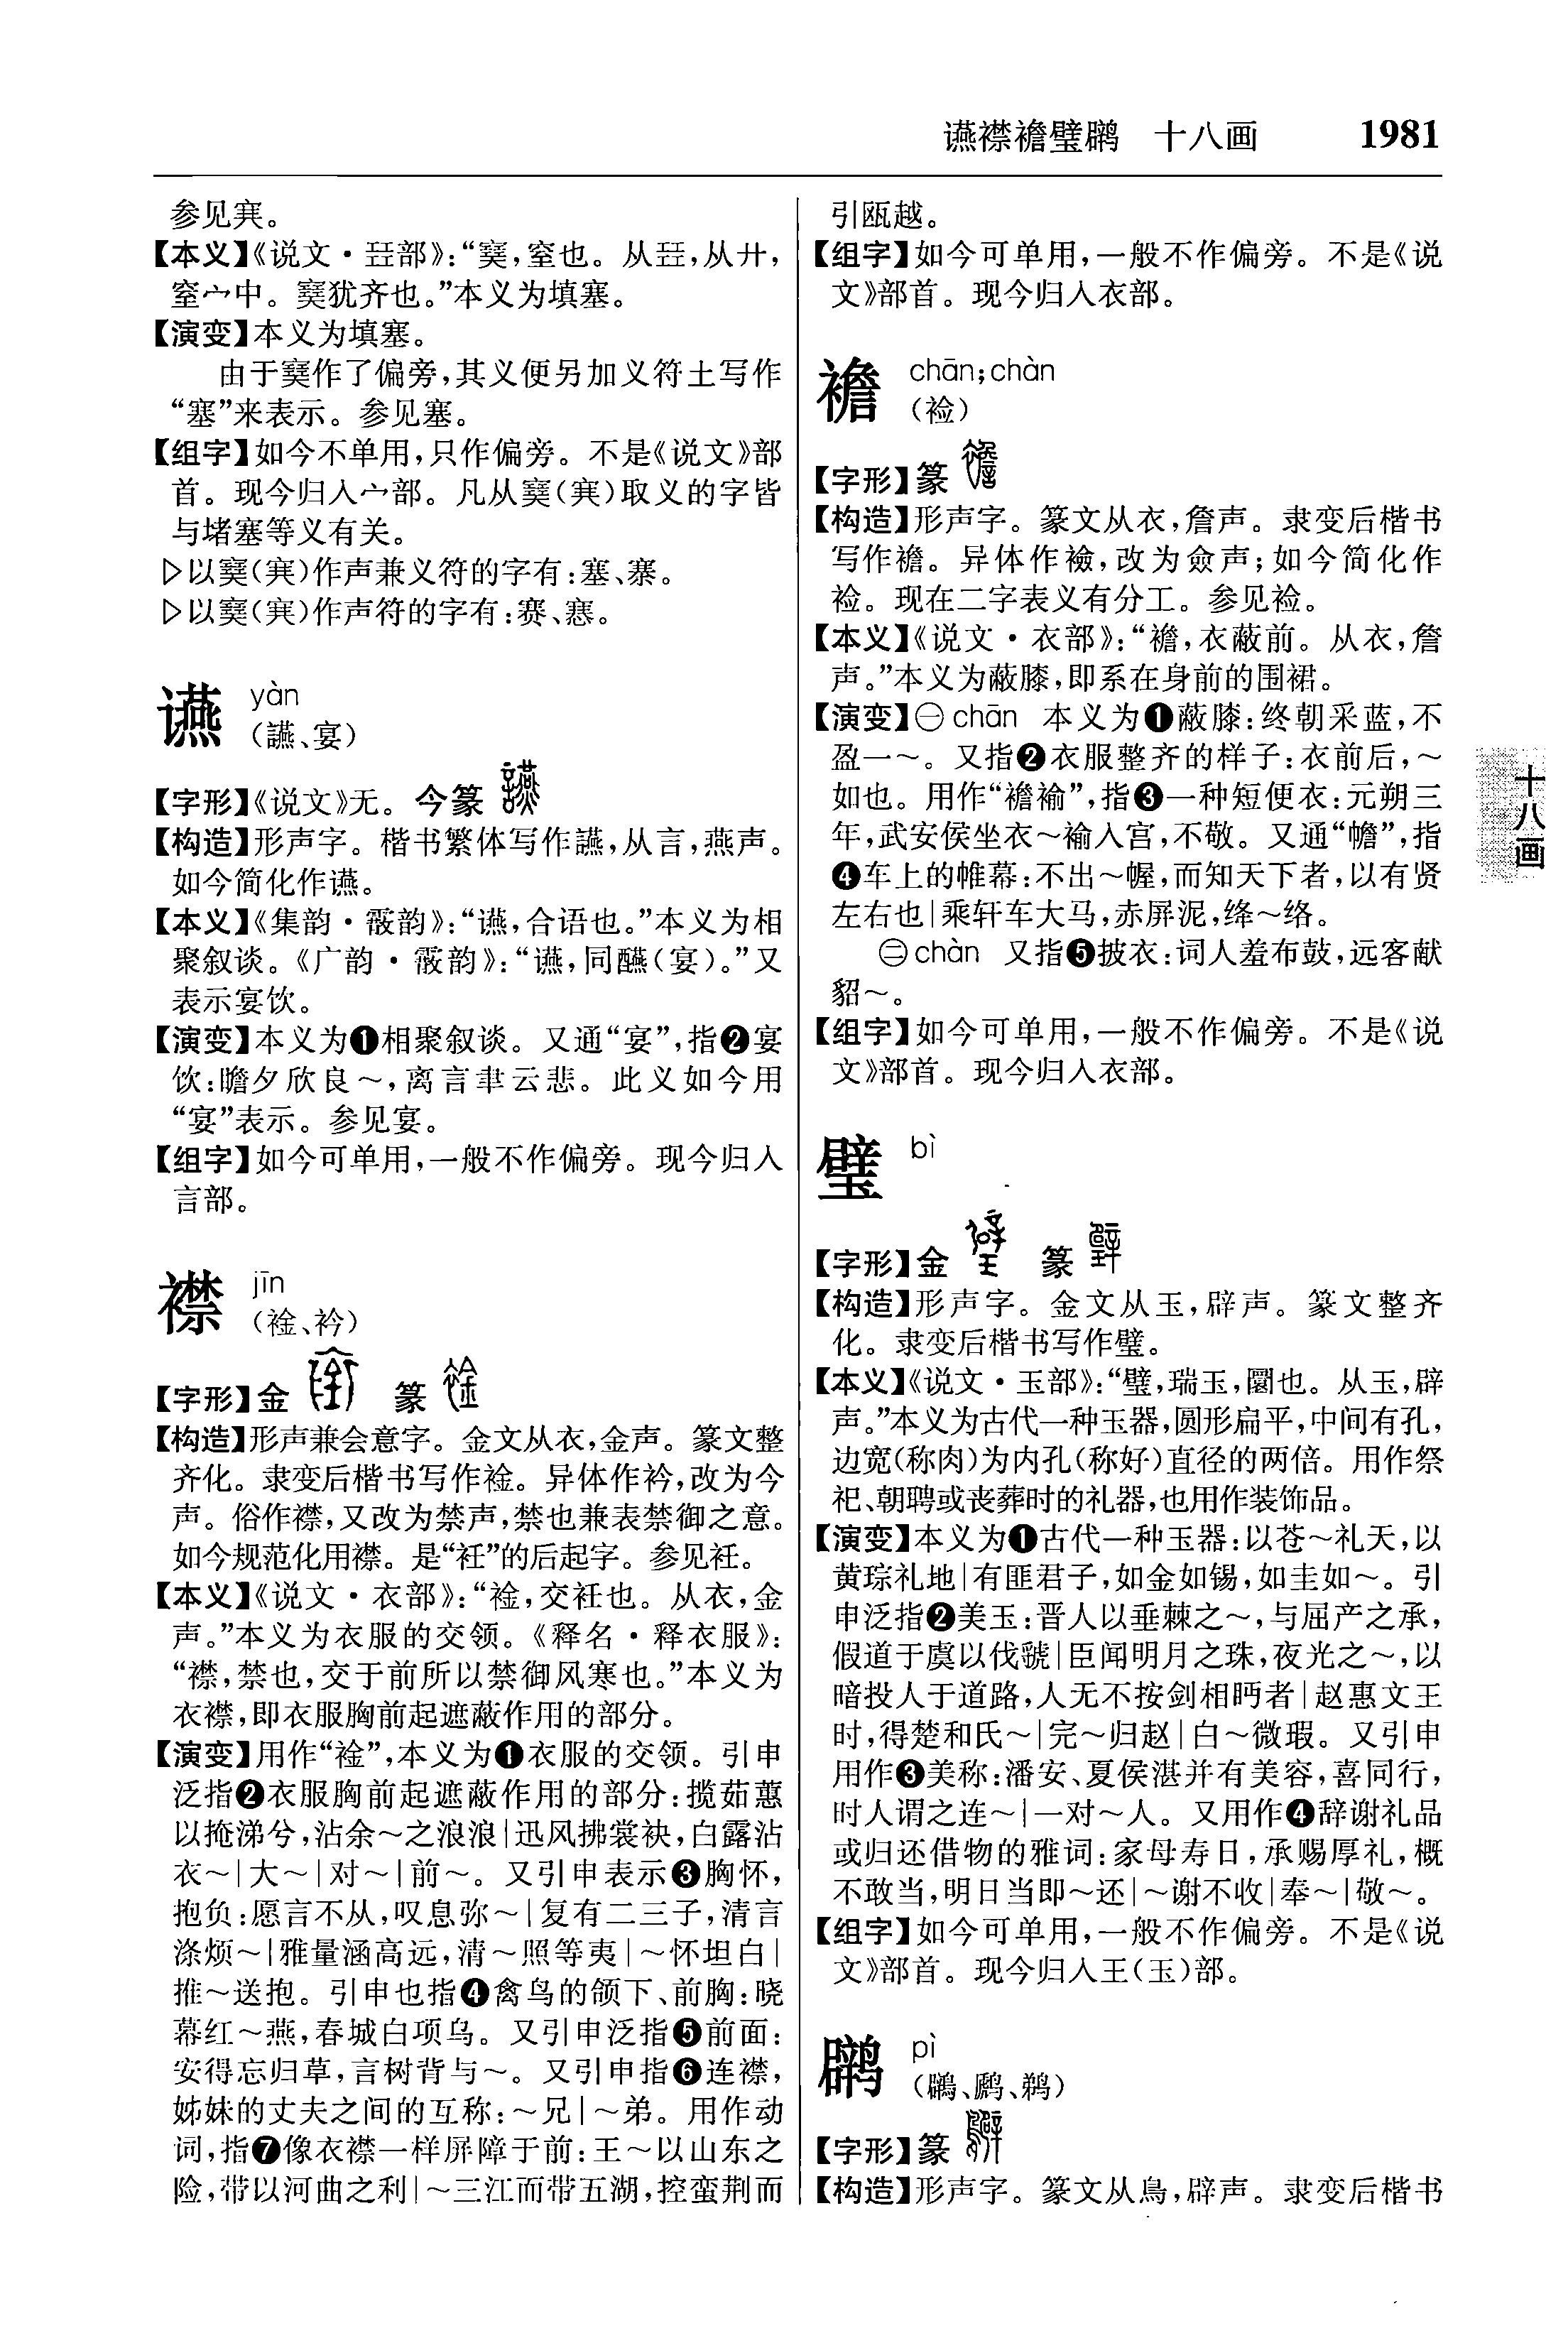 讌襟襜璧䴙 十八画 1981
参见寒。
【本义】《说文·㠭部》:“𡫳,窒也。从㠭,从廾,
窒宀中。㠭犹齐也。”本义为填塞。
【演变】本义为填塞。
由于𡫳作了偏旁,其义便另加义符土写作
“塞”来表示。参见塞。
【组字】如今不单用,只作偏旁。不是《说文》部
首。现今归入宀部。凡从𡫳(𡨄)取义的字皆
与堵塞等义有关。
▷以𡫳(𡨄)作声兼义符的字有:塞、寨。
▷以𡫳(𡨄)作声符的字有:赛、寋。
讌 yàn
(讌、宴)
【字形】《说文》无。今篆
【构造】形声字。楷书繁体写作讌,从言,燕声。
如今简化作讌。
【本义】《集韵·霰韵》:“讌,合语也。”本义为相
聚叙谈。《广韵·霰韵》:“讌,同醼(宴)。”又
表示宴饮。
【演变】本义为❶相聚叙谈。又通“宴”,指❷宴
饮:瞻夕欣良~,离言聿云悲。此义如今用
“宴”表示。参见宴。
【组字】如今可单用,一般不作偏旁。现今归入
言部。
襟 jīn
(裣、衿)
【字形】金 篆
【构造】形声兼会意字。金文从衣,金声。篆文整
齐化。隶变后楷书写作䘳。异体作衿,改为今
声。俗作襟,又改为禁声,禁也兼表禁御之意。
如今规范化用襟。是“衽”的后起字。参见衽。
【本义】《说文·衣部》:“䘳,交衽也。从衣,金
声。”本义为衣服的交领。《释名·释衣服》:
“襟,禁也,交于前所以禁御风寒也。”本义为
衣襟,即衣服胸前起遮蔽作用的部分。
【演变】用作“䘳”,本义为❶衣服的交领。引申
泛指❷衣服胸前起遮蔽作用的部分:揽茹蕙
以掩涕兮,沾余~之浪浪|迅风拂裳袂,白露沾
衣~|大~|对~|前~。又引申表示❸胸怀,
抱负:愿言不从,叹息弥~|复有二三子,清言
涤烦~|雅量涵高远,清~照等夷|~怀坦白|
推~送抱。引申也指❹禽鸟的颌下、前胸:晓
幕红~燕,春城白项乌。又引申泛指❺前面:
安得忘归草,言树背与~。又引申指❻连襟,
姊妹的丈夫之间的互称:~兄|~弟。用作动
词,指❼像衣襟一样屏障于前:王~以山东之
险,带以河曲之利|~三江而带五湖,控蛮荆而
引瓯越。
【组字】如今可单用,一般不作偏旁。不是《说
文》部首。现今归入衣部。
襜 chān;chàn
(裣)
【字形】篆
【构造】形声字。篆文从衣,詹声。隶变后楷书
写作襜。异体作襝,改为佥声;如今简化作
裣。现在二字表义有分工。参见裣。
【本义】《说文·衣部》:“襜,衣蔽前。从衣,詹
声。”本义为蔽膝,即系在身前的围裙。
【演变】㊀chān 本义为❶蔽膝:终朝采蓝,不
盈一~。又指❷衣服整齐的样子:衣前后,~
如也。用作“襜褕”,指❸一种短便衣:元朔三
年,武安侯坐衣~褕入宫,不敬。又通“幨”,指
❹车上的帷幕:不出~幄,而知天下者,以有贤
左右也|乘轩车大马,赤屏泥,绛~络。
㊁chàn 又指❺披衣:词人羞布鼓,远客献
貂~。
【组字】如今可单用,一般不作偏旁。不是《说
文》部首。现今归入衣部。
璧 bì
【字形】金 篆
【构造】形声字。金文从玉,辟声。篆文整齐
化。隶变后楷书写作璧。
【本义】《说文·玉部》:“璧,瑞玉,圜也。从玉,辟
声。”本义为古代一种玉器,圆形扁平,中间有孔,
边宽(称肉)为内孔(称好)直径的两倍。用作祭
祀、朝聘或丧葬时的礼器,也用作装饰品。
【演变】本义为❶古代一种玉器:以苍~礼天,以
黄琮礼地|有匪君子,如金如锡,如圭如~。引
申泛指❷美玉:晋人以垂棘之~,与屈产之承,
假道于虞以伐虢|臣闻明月之珠,夜光之~,以
暗投人于道路,人无不按剑相眄者|赵惠文王
时,得楚和氏~|完~归赵|白~微瑕。又引申
用作❸美称:潘安、夏侯湛并有美容,喜同行,
时人谓之连~|一对~人。又用作❹辞谢礼品
或归还借物的雅词:家母寿日,承赐厚礼,概
不敢当,明日当即~还|~谢不收|奉~|敬~。
【组字】如今可单用,一般不作偏旁。不是《说
文》部首。现今归入王(玉)部。
䴙 pì
(鷿、鸊、鹈)
【字形】篆
【构造】形声字。篆文从鳥,辟声。隶变后楷书
十八画